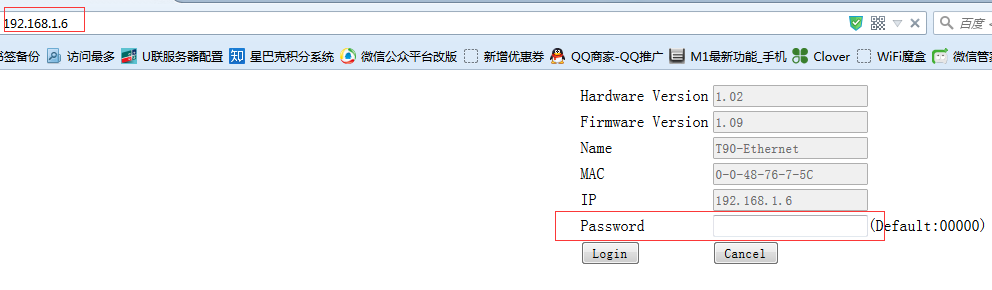 192.168.1.6 百度
签备份 访问最多 U联服务器配置 知 星巴克积分系统 微信公众平台改版 新增优惠券 QQ商家-QQ推广 M1最新功能_手机 Clover WiFi魔盒 微信管家
Hardware Version 1.02
Firmware Version 1.09
Name T90-Ethernet
MAC 0-0-48-76-7-5C
IP 192.168.1.6
Password (Default:00000)
Login Cancel